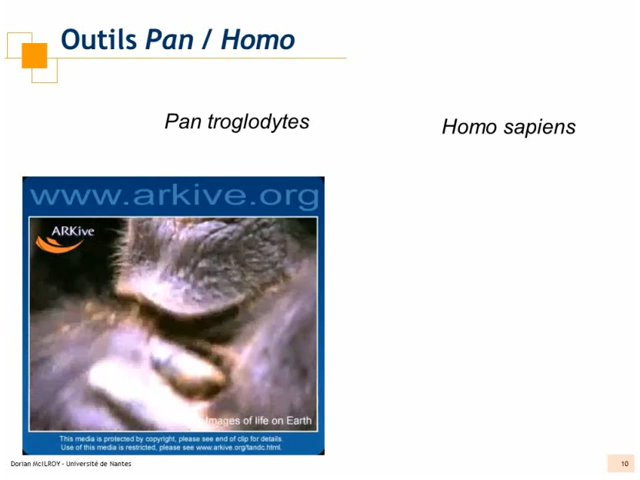 Outils Pan / Homo
Pan troglodytes
Homo sapiens
www.arkive.org
ARKive
Images of life on Earth
This media is protected by copyright, please see end of clip for details.
Use of this media is restricted, please see www.arkive.org/tandc.html.
Dorian McILROY - Université de Nantes
10